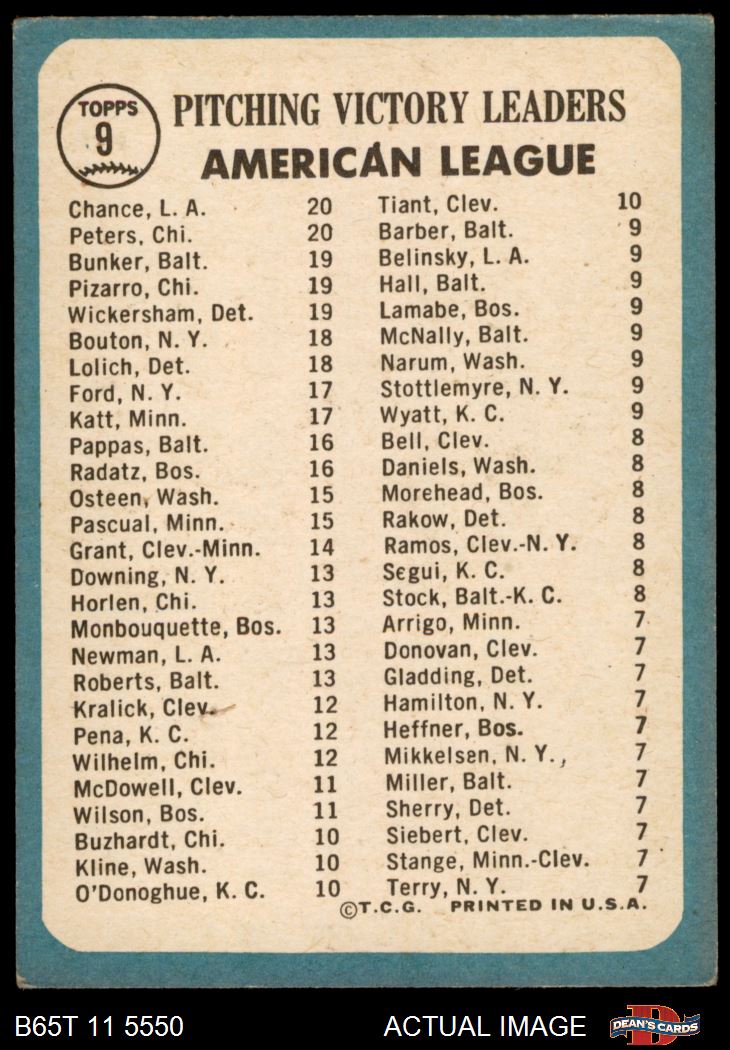 TOPPS
9
PITCHING VICTORY LEADERS
AMERICAN LEAGUE
Chance, L. A. 20
Peters, Chi. 20
Bunker, Balt. 19
Pizarro, Chi. 19
Wickersham, Det. 19
Bouton, N. Y. 18
Lolich, Det. 18
Ford, N. Y. 17
Katt, Minn. 17
Pappas, Balt. 16
Radatz, Bos. 16
Osteen, Wash. 15
Pascual, Minn. 15
Grant, Clev.-Minn. 14
Downing, N. Y. 13
Horlen, Chi. 13
Monbouquette, Bos. 13
Newman, L. A. 13
Roberts, Balt. 13
Kralick, Clev. 12
Pena, K. C. 12
Wilhelm, Chi. 12
McDowell, Clev. 11
Wilson, Bos. 11
Buzhardt, Chi. 10
Kline, Wash. 10
O'Donoghue, K. C. 10
Tiant, Clev. 10
Barber, Balt. 9
Belinsky, L. A. 9
Hall, Balt. 9
Lamabe, Bos. 9
McNally, Balt. 9
Narum, Wash. 9
Stottlemyre, N. Y. 9
Wyatt, K. C. 9
Bell, Clev. 8
Daniels, Wash. 8
Morehead, Bos. 8
Rakow, Det. 8
Ramos, Clev.-N. Y. 8
Segui, K. C. 8
Stock, Balt.-K. C. 8
Arrigo, Minn. 7
Donovan, Clev. 7
Gladding, Det. 7
Hamilton, N. Y. 7
Heffner, Bos. 7
Mikkelsen, N. Y. 7
Miller, Balt. 7
Sherry, Det. 7
Siebert, Clev. 7
Stange, Minn.-Clev. 7
Terry, N. Y. 7
©T.C.G. PRINTED IN U.S.A.
B65T 11 5550 ACTUAL IMAGE DEAN'S CARDS